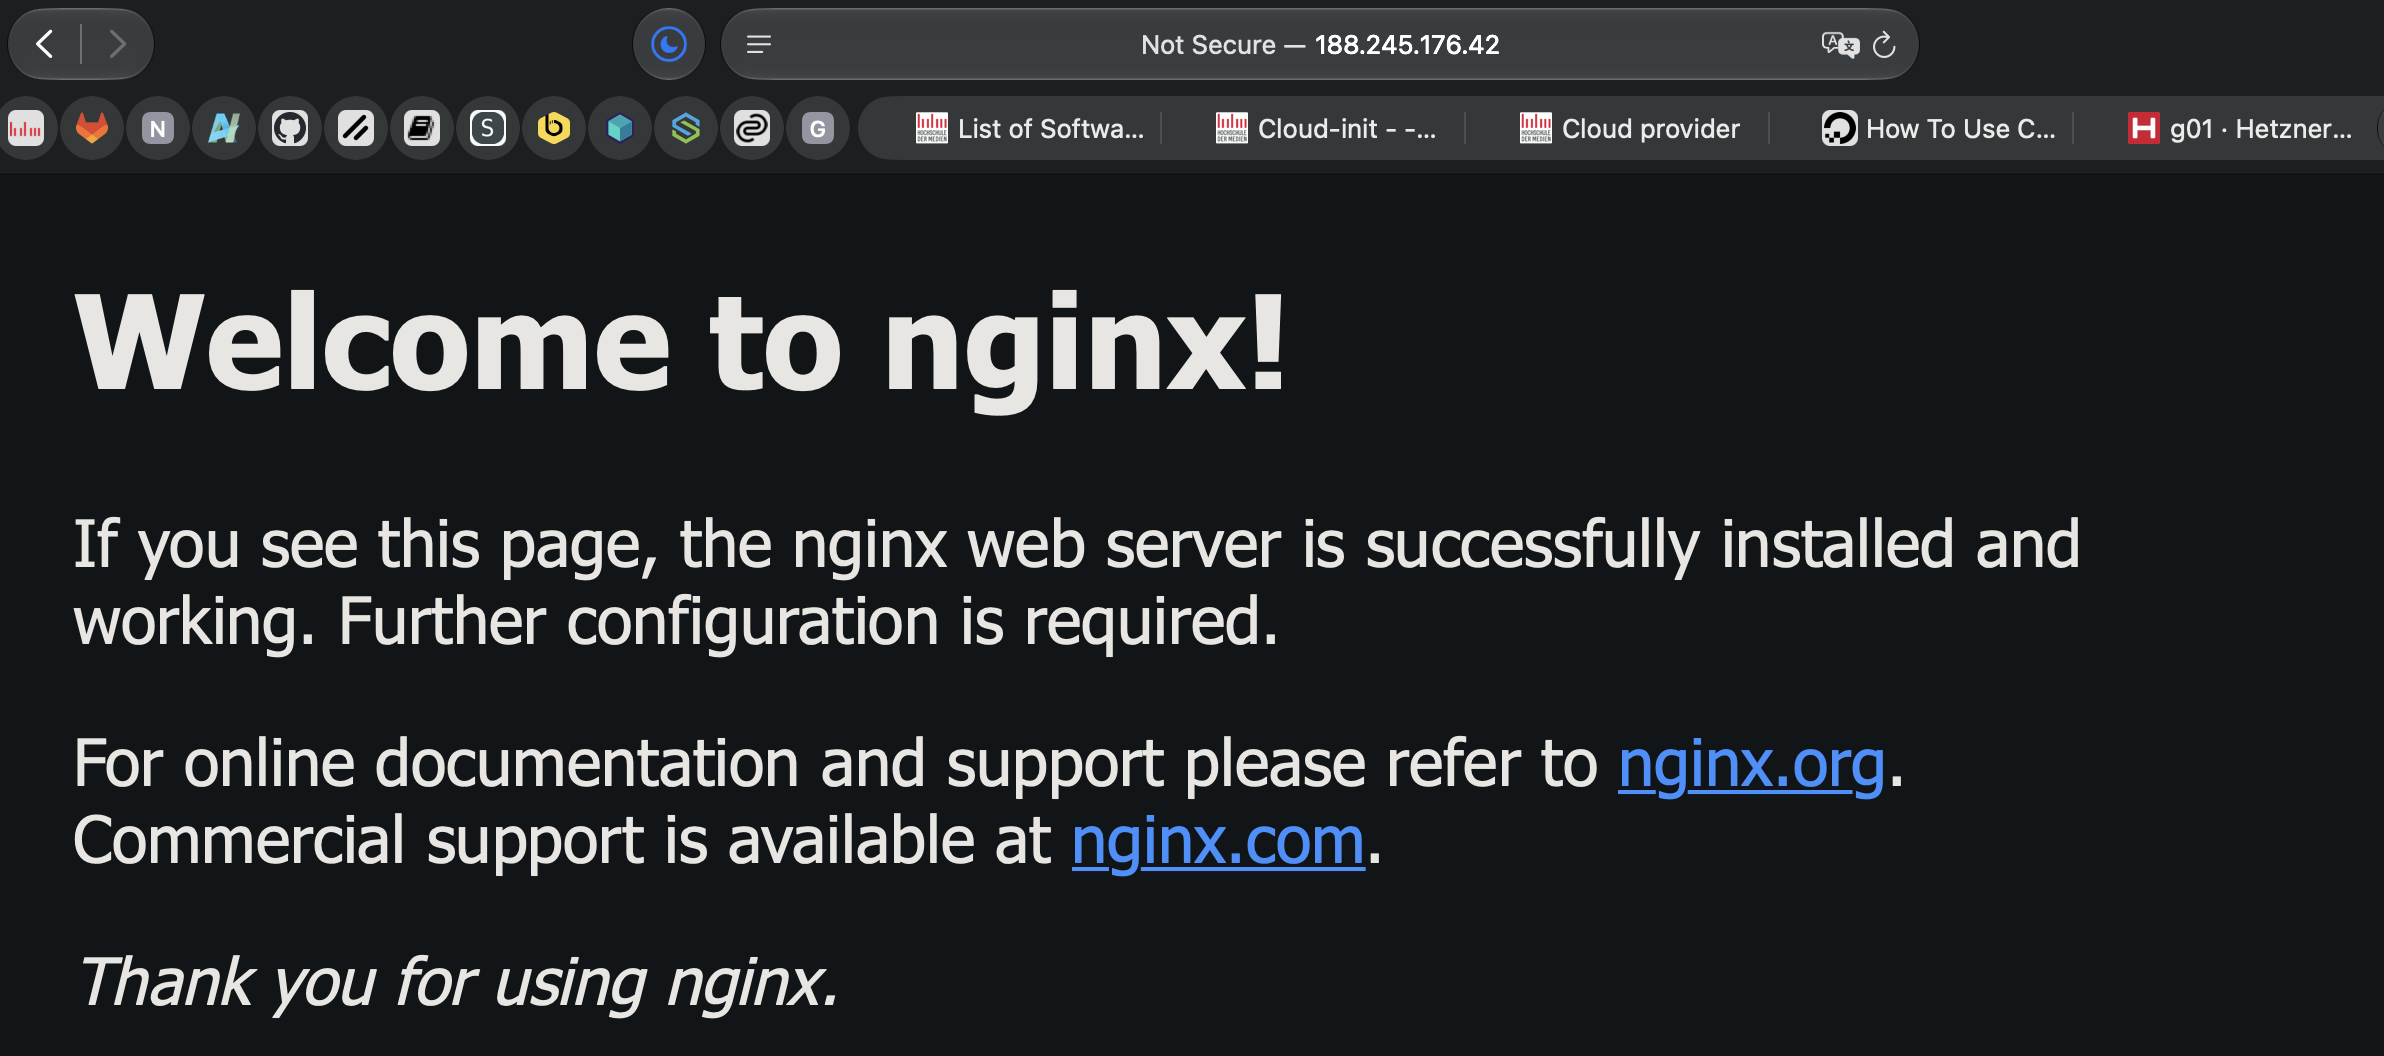 Not Secure — 188.245.176.42
N
S
b
G
List of Softwa...
Cloud-init - -...
Cloud provider
How To Use C...
H g01 · Hetzner...
Welcome to nginx!
If you see this page, the nginx web server is successfully installed and
working. Further configuration is required.
For online documentation and support please refer to nginx.org.
Commercial support is available at nginx.com.
Thank you for using nginx.